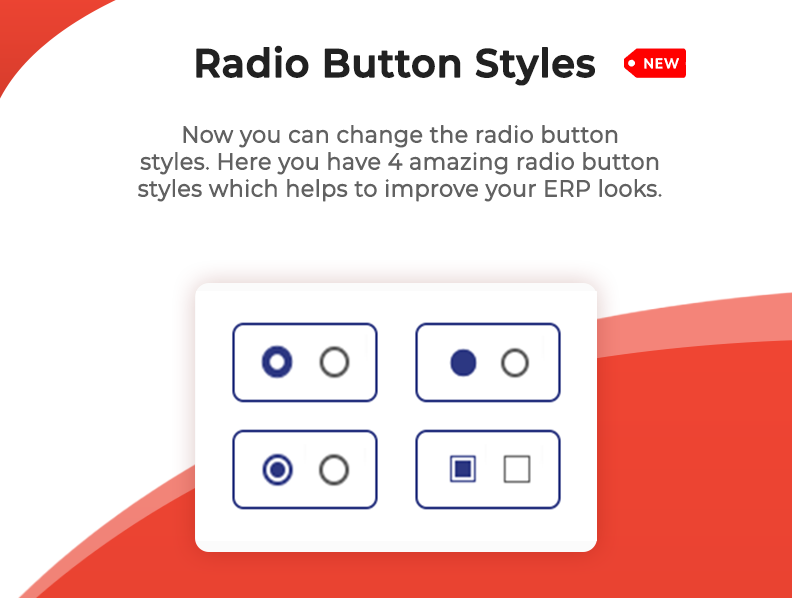 Radio Button Styles
NEW
Now you can change the radio button
styles. Here you have 4 amazing radio button
styles which helps to improve your ERP looks.